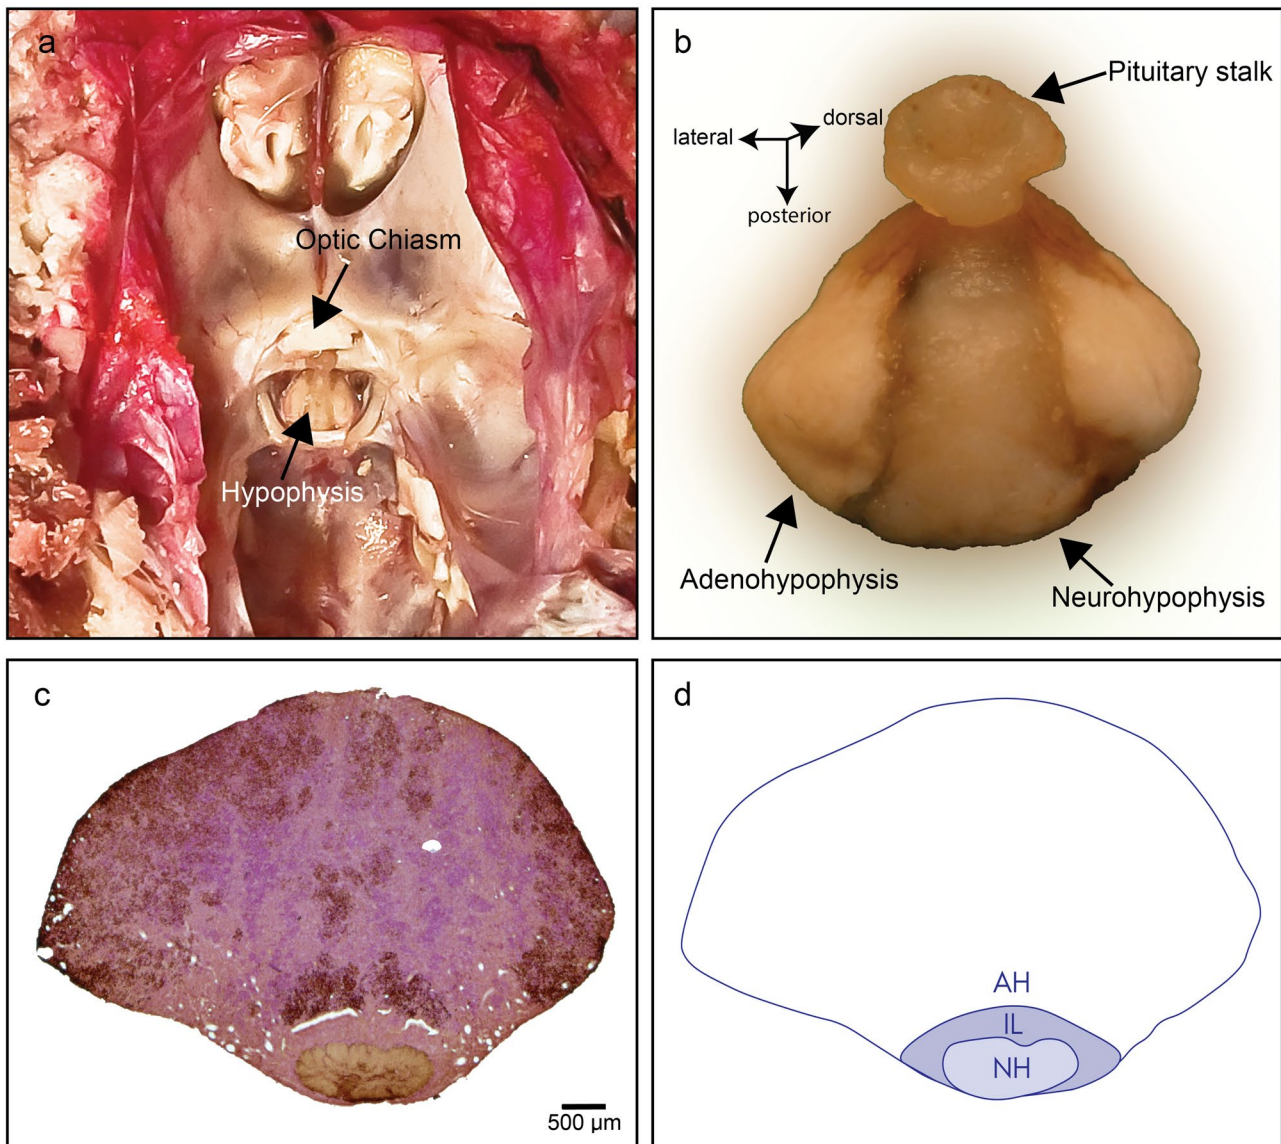 a
Optic Chiasm
Hypophysis
b
Pituitary stalk
dorsal
lateral
posterior
Adenohypophysis
Neurohypophysis
c
500 µm
d
AH
IL
NH